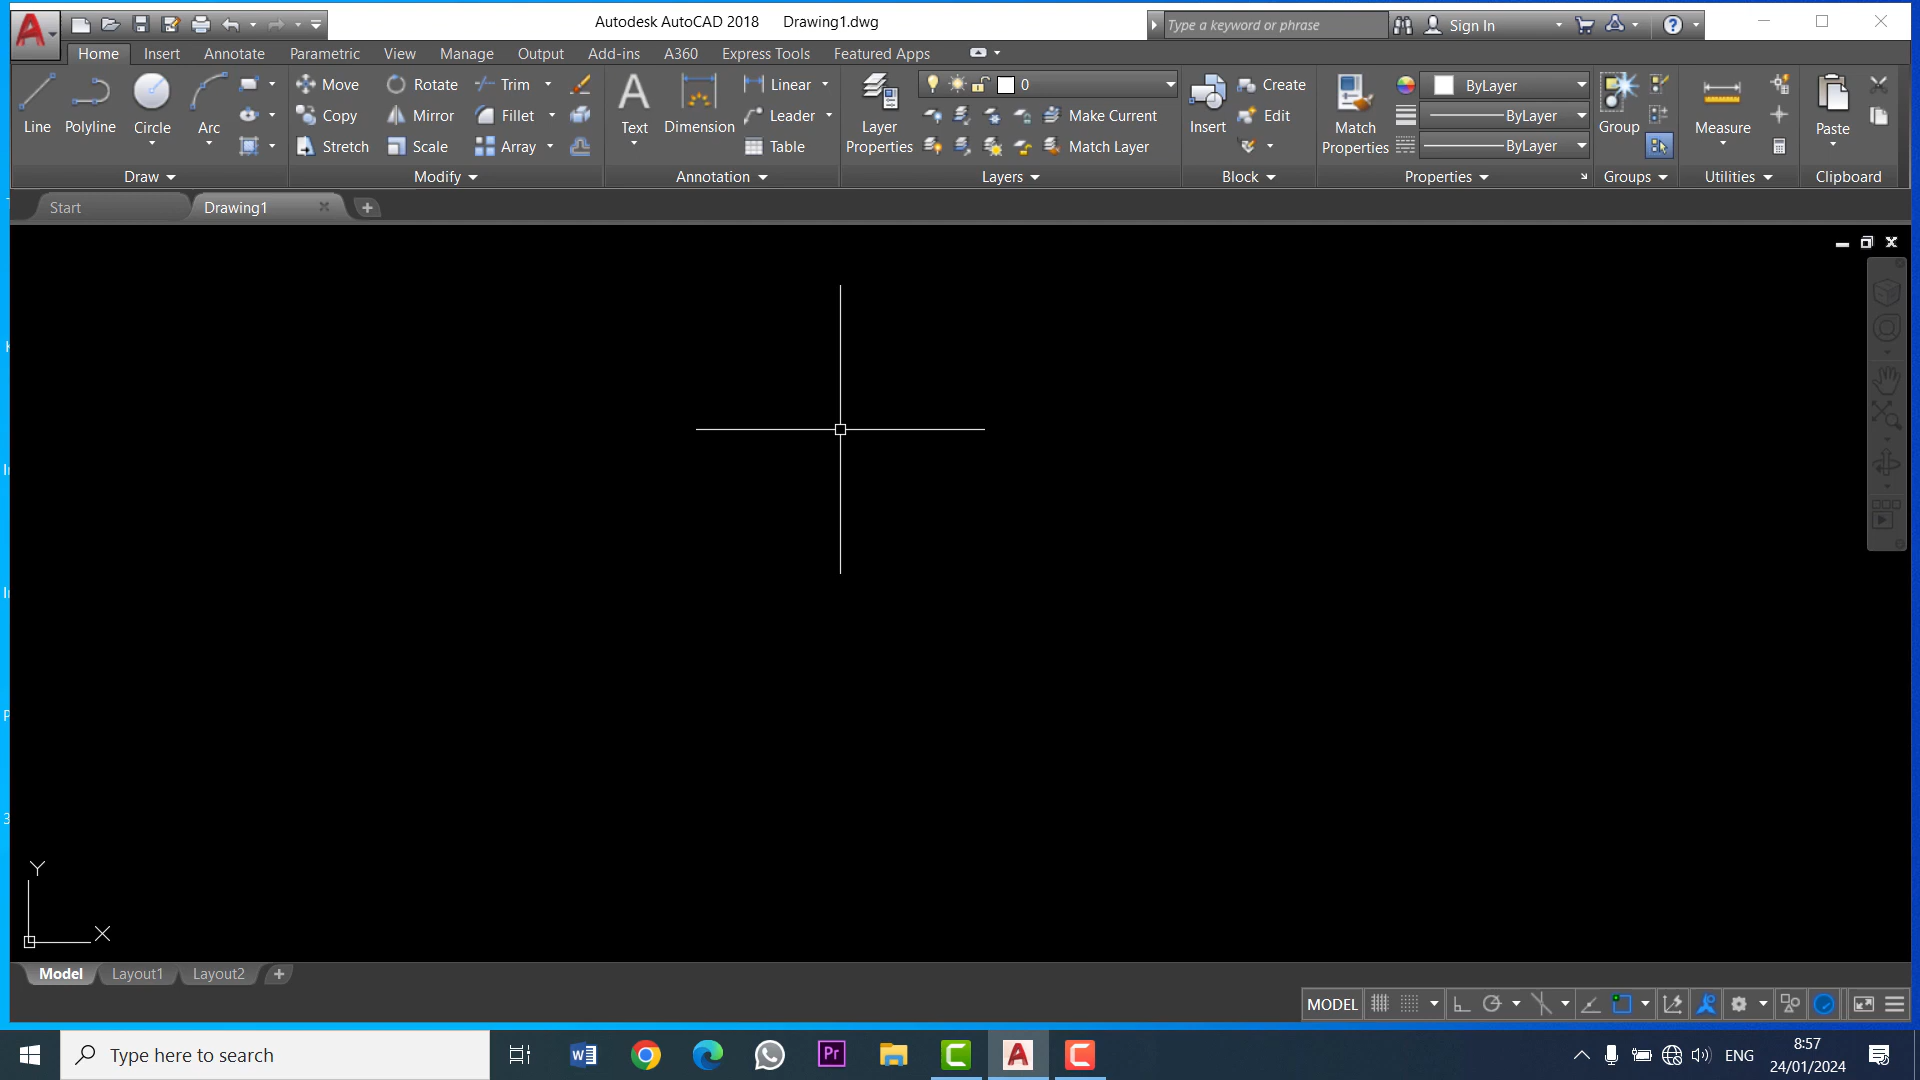 Autodesk AutoCAD 2018 Drawing1.dwg
Type a keyword or phrase
Sign In
Home Insert Annotate Parametric View Manage Output Add-ins A360 Express Tools Featured Apps
Line Polyline Circle Arc
Draw
Move Rotate Trim
Copy Mirror Fillet
Stretch Scale Array
Modify
Text Dimension
Linear
Leader
Table
Annotation
Layer
Properties
0
Make Current
Match Layer
Layers
Insert
Create
Edit
Block
Match
Properties
ByLayer
ByLayer
ByLayer
Properties
Group
Groups
Measure
Utilities
Paste
Clipboard
Start Drawing1
Y
X
Model Layout1 Layout2
MODEL
Type here to search
W
Pr
ENG
8:57
24/01/2024